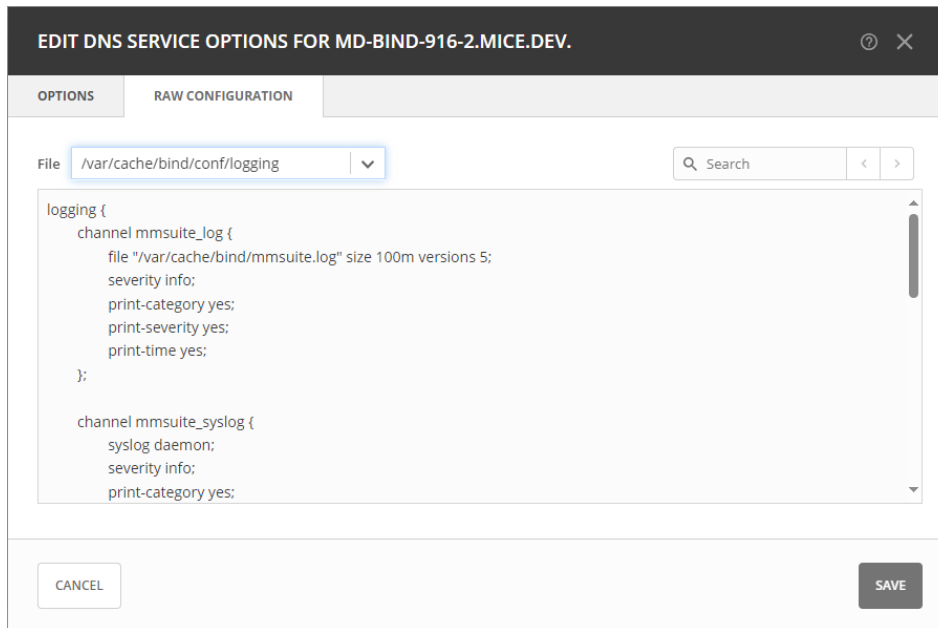 EDIT DNS SERVICE OPTIONS FOR MD-BIND-916-2.MICE.DEV.
OPTIONS
RAW CONFIGURATION
File
/var/cache/bind/conf/logging
Search
logging {
channel mmsuite_log {
file "/var/cache/bind/mmsuite.log" size 100m versions 5;
severity info;
print-category yes;
print-severity yes;
print-time yes;
};
channel mmsuite_syslog {
syslog daemon;
severity info;
print-category yes;
CANCEL
SAVE